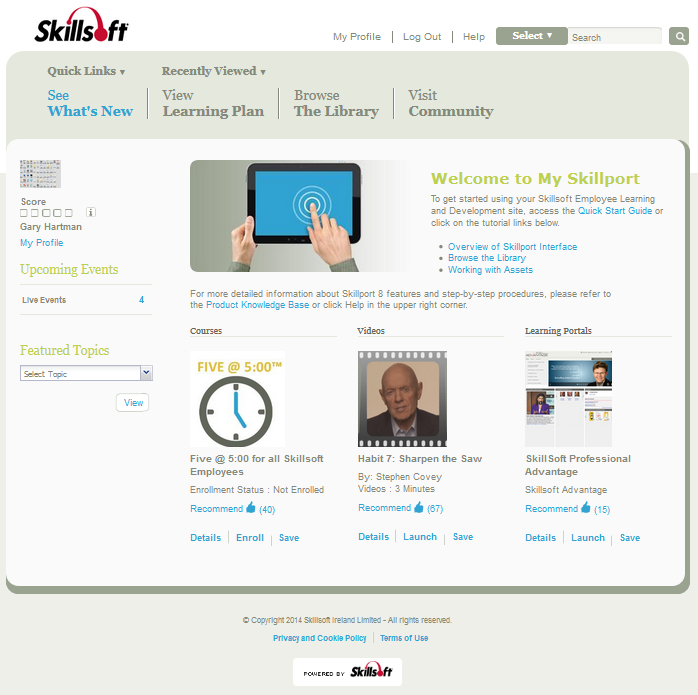 Skillsoft
My Profile | Log Out | Help Select ▼ Search
Quick Links ▾ Recently Viewed ▾
See View Browse Visit
What's New Learning Plan The Library Community
Score
i
Gary Hartman
My Profile
Upcoming Events
Live Events 4
Featured Topics
Select Topic
View
Welcome to My Skillport
To get started using your Skillsoft Employee Learning
and Development site, access the Quick Start Guide or
click on the tutorial links below.
• Overview of Skillport Interface
• Browse the Library
• Working with Assets
For more detailed information about Skillport 8 features and step-by-step procedures, please refer to
the Product Knowledge Base or click Help in the upper right corner.
Courses
FIVE @ 5:00™
Five @ 5:00 for all Skillsoft
Employees
Enrollment Status : Not Enrolled
Recommend (40)
Details | Enroll | Save
Videos
Habit 7: Sharpen the Saw
By: Stephen Covey
Videos : 3 Minutes
Recommend (67)
Details | Launch | Save
Learning Portals
SkillSoft Professional
Advantage
Skillsoft Advantage
Recommend (15)
Details | Launch | Save
© Copyright 2014 Skillsoft Ireland Limited - All rights reserved.
Privacy and Cookie Policy | Terms of Use
POWERED BY Skillsoft